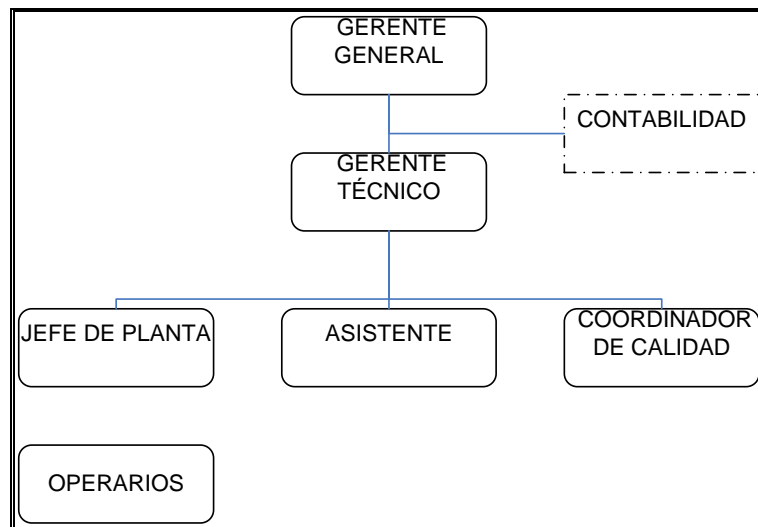 GERENTE
GENERAL
CONTABILIDAD
GERENTE
TÉCNICO
JEFE DE PLANTA
ASISTENTE
COORDINADOR
DE CALIDAD
OPERARIOS